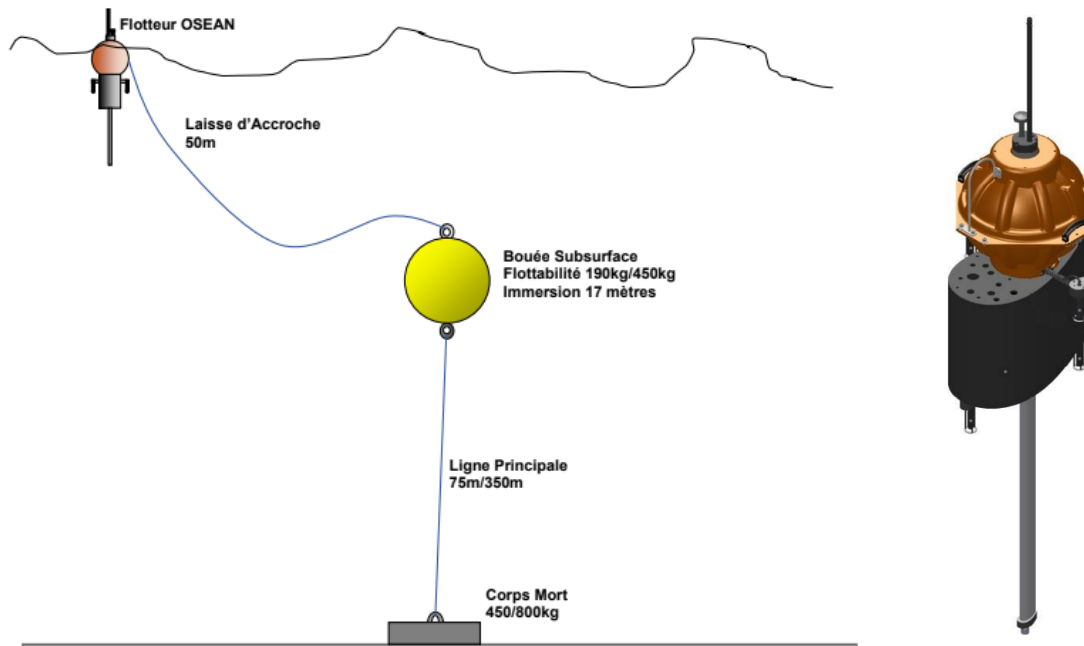 Flotteur OSEAN
Laisse d'Accroche
50m
Bouée Subsurface
Flottabilité 190kg/450kg
Immersion 17 mètres
Ligne Principale
75m/350m
Corps Mort
450/800kg